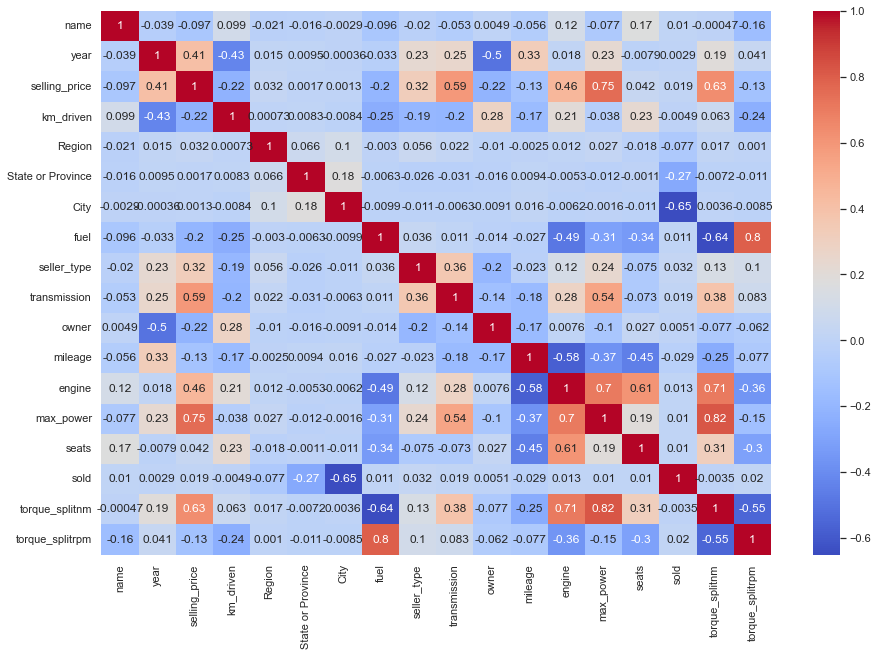 name 1 -0.039 -0.097 0.099 -0.021 -0.016 -0.0029 -0.096 -0.02 -0.053 0.0049 -0.056 0.12 -0.077 0.17 0.01 -0.00047 -0.16
year -0.039 1 0.41 -0.43 0.015 0.0095 -0.00036 -0.033 0.23 0.25 -0.5 0.33 0.018 0.23 -0.0079 0.0029 0.19 0.041
selling_price -0.097 0.41 1 -0.22 0.032 0.0017 0.0013 -0.2 0.32 0.59 -0.22 -0.13 0.46 0.75 0.042 0.019 0.63 -0.13
km_driven 0.099 -0.43 -0.22 1 0.00073 0.0083 -0.0084 -0.25 -0.19 -0.2 0.28 -0.17 0.21 -0.038 0.23 -0.0049 0.063 -0.24
Region -0.021 0.015 0.032 0.00073 1 0.066 0.1 -0.003 0.056 0.022 -0.01 -0.0025 0.012 0.027 -0.018 -0.077 0.017 0.001
State or Province -0.016 0.0095 0.0017 0.0083 0.066 1 0.18 -0.0063 -0.026 -0.031 -0.016 0.0094 -0.0053 -0.012 -0.0011 -0.27 -0.0072 -0.011
City -0.0029 -0.00036 0.0013 -0.0084 0.1 0.18 1 -0.0099 -0.011 -0.0063 -0.0091 0.016 -0.0062 -0.0016 -0.011 -0.65 0.0036 -0.0085
fuel -0.096 -0.033 -0.2 -0.25 -0.003 -0.0063 -0.0099 1 0.036 0.011 -0.014 -0.027 -0.49 -0.31 -0.34 0.011 -0.64 0.8
seller_type -0.02 0.23 0.32 -0.19 0.056 -0.026 -0.011 0.036 1 0.36 -0.2 -0.023 0.12 0.24 -0.075 0.032 0.13 0.1
transmission -0.053 0.25 0.59 -0.2 0.022 -0.031 -0.0063 0.011 0.36 1 -0.14 -0.18 0.28 0.54 -0.073 0.019 0.38 0.083
owner 0.0049 -0.5 -0.22 0.28 -0.01 -0.016 -0.0091 -0.014 -0.2 -0.14 1 -0.17 0.0076 -0.1 0.027 0.0051 -0.077 -0.062
mileage -0.056 0.33 -0.13 -0.17 -0.0025 0.0094 0.016 -0.027 -0.023 -0.18 -0.17 1 -0.58 -0.37 -0.45 -0.029 -0.25 -0.077
engine 0.12 0.018 0.46 0.21 0.012 -0.0053 -0.0062 -0.49 0.12 0.28 0.0076 -0.58 1 0.7 0.61 0.013 0.71 -0.36
max_power -0.077 0.23 0.75 -0.038 0.027 -0.012 -0.0016 -0.31 0.24 0.54 -0.1 -0.37 0.7 1 0.19 0.01 0.82 -0.15
seats 0.17 -0.0079 0.042 0.23 -0.018 -0.0011 -0.011 -0.34 -0.075 -0.073 0.027 -0.45 0.61 0.19 1 0.01 0.31 -0.3
sold 0.01 0.0029 0.019 -0.0049 -0.077 -0.27 -0.65 0.011 0.032 0.019 0.0051 -0.029 0.013 0.01 0.01 1 -0.0035 0.02
torque_splitnm -0.00047 0.19 0.63 0.063 0.017 -0.0072 0.0036 -0.64 0.13 0.38 -0.077 -0.25 0.71 0.82 0.31 -0.0035 1 -0.55
torque_splitrpm -0.16 0.041 -0.13 -0.24 0.001 -0.011 -0.0085 0.8 0.1 0.083 -0.062 -0.077 -0.36 -0.15 -0.3 0.02 -0.55 1
name
year
selling_price
km_driven
Region
State or Province
City
fuel
seller_type
transmission
owner
mileage
engine
max_power
seats
sold
torque_splitnm
torque_splitrpm
1.0
0.8
0.6
0.4
0.2
0.0
−0.2
−0.4
−0.6